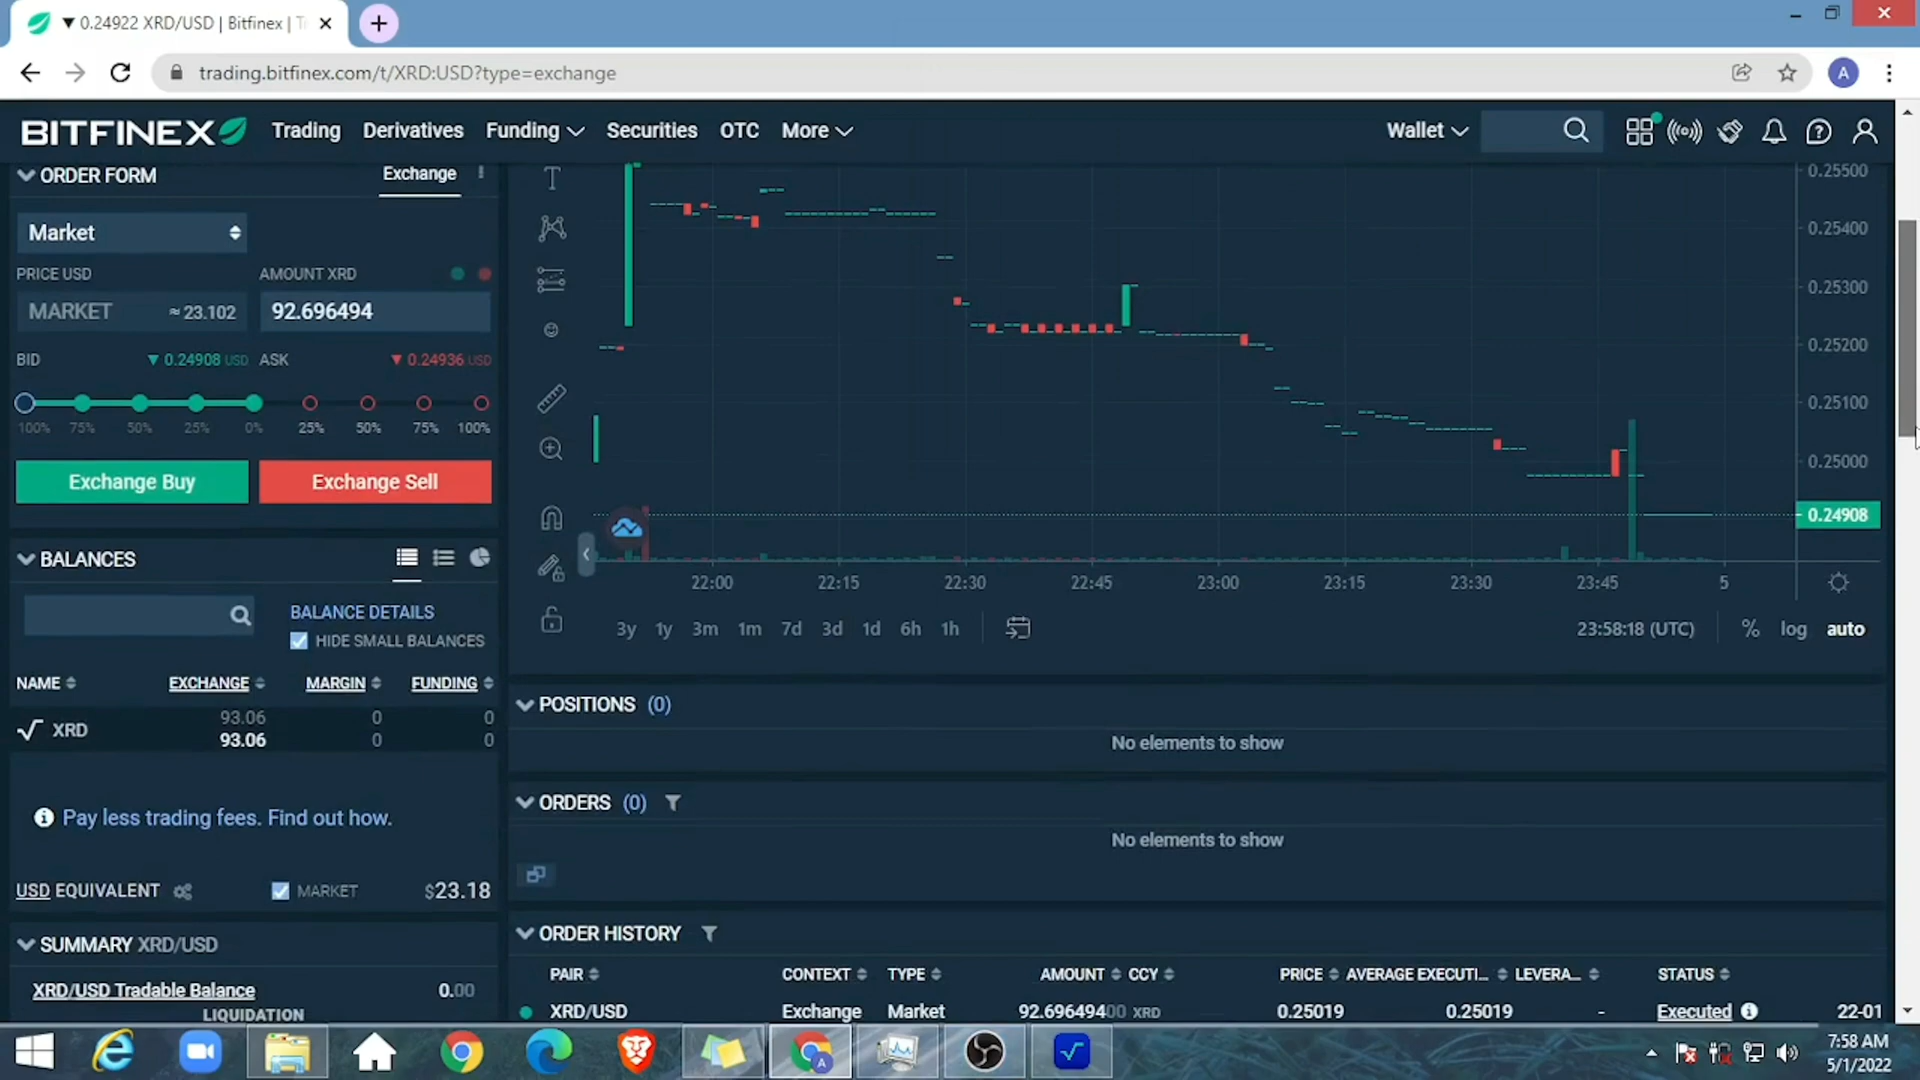 ▼ 0.24922 XRD/USD | Bitfinex | T
trading.bitfinex.com/t/XRD:USD?type=exchange
A
BITFINEX Trading Derivatives Funding Securities OTC More Wallet
ORDER FORM Exchange
Market
PRICE USD AMOUNT XRD
MARKET ≈ 23.102 92.696494
BID ▼ 0.24908 USD ASK ▼ 0.24936 USD
100% 75% 50% 25% 0% 25% 50% 75% 100%
Exchange Buy Exchange Sell
BALANCES
BALANCE DETAILS
HIDE SMALL BALANCES
NAME EXCHANGE MARGIN FUNDING
93.06 0 0
XRD
93.06 0 0
Pay less trading fees. Find out how.
USD EQUIVALENT MARKET $23.18
SUMMARY XRD/USD
XRD/USD Tradable Balance 0.00
LIQUIDATION
0.25500
0.25400
0.25300
0.25200
0.25100
0.25000
0.24908
22:00 22:15 22:30 22:45 23:00 23:15 23:30 23:45 5
3y 1y 3m 1m 7d 3d 1d 6h 1h 23:58:18 (UTC) % log auto
POSITIONS (0)
No elements to show
ORDERS (0)
No elements to show
ORDER HISTORY
PAIR CONTEXT TYPE AMOUNT CCY PRICE AVERAGE EXECUTI... LEVERA... STATUS
XRD/USD Exchange Market 92.69649400 XRD 0.25019 0.25019 - Executed 22-01
7:58 AM
5/1/2022